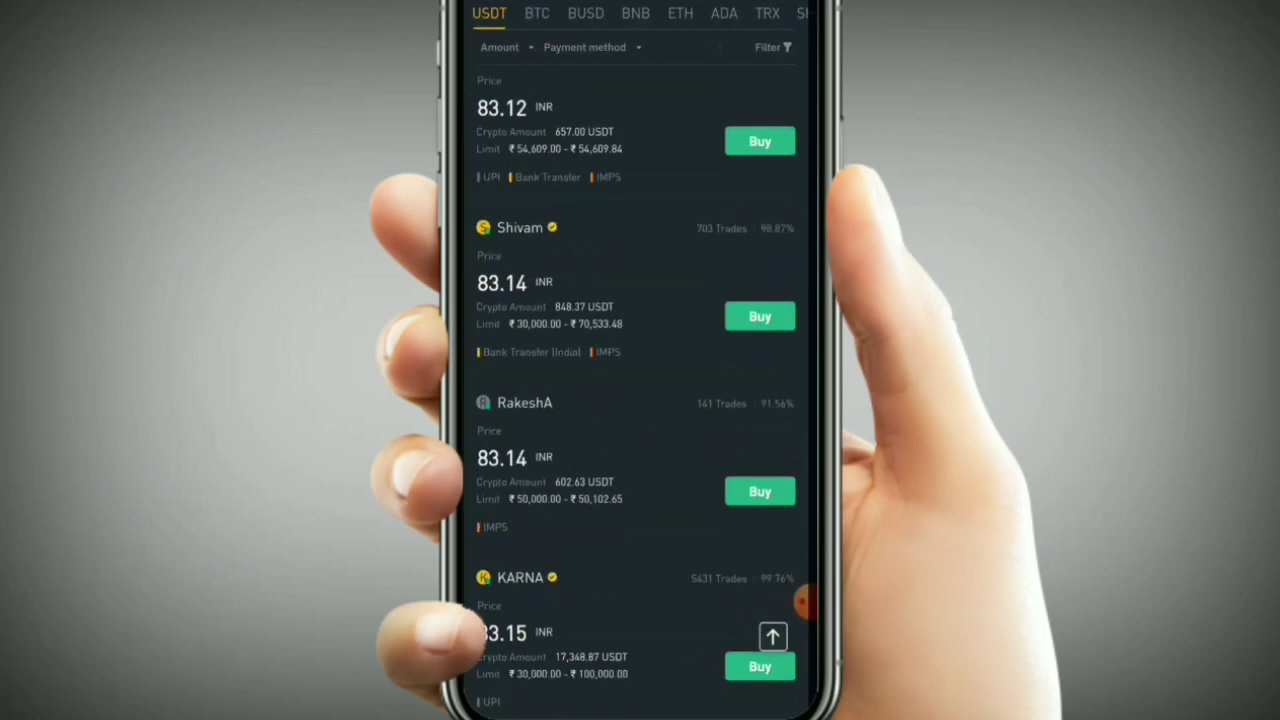 USDT BTC BUSD BNB ETH ADA TRX
Amount Payment method Filter
Price
83.12 INR
Crypto Amount 657.00 USDT
Limit ₹ 54,609.00 - ₹ 54,609.84
Buy
UPI Bank Transfer IMPS
Shivam 703 Trades 98.87%
Price
83.14 INR
Crypto Amount 848.37 USDT
Limit ₹ 30,000.00 - ₹ 70,533.48
Buy
Bank Transfer (India) IMPS
RakeshA 141 Trades 91.56%
Price
83.14 INR
Crypto Amount 602.63 USDT
Limit ₹ 50,000.00 - ₹ 50,102.65
Buy
IMPS
KARNA 5431 Trades 99.76%
Price
83.15 INR
Crypto Amount 17,348.87 USDT
Limit ₹ 30,000.00 - ₹ 100,000.00
Buy
UPI